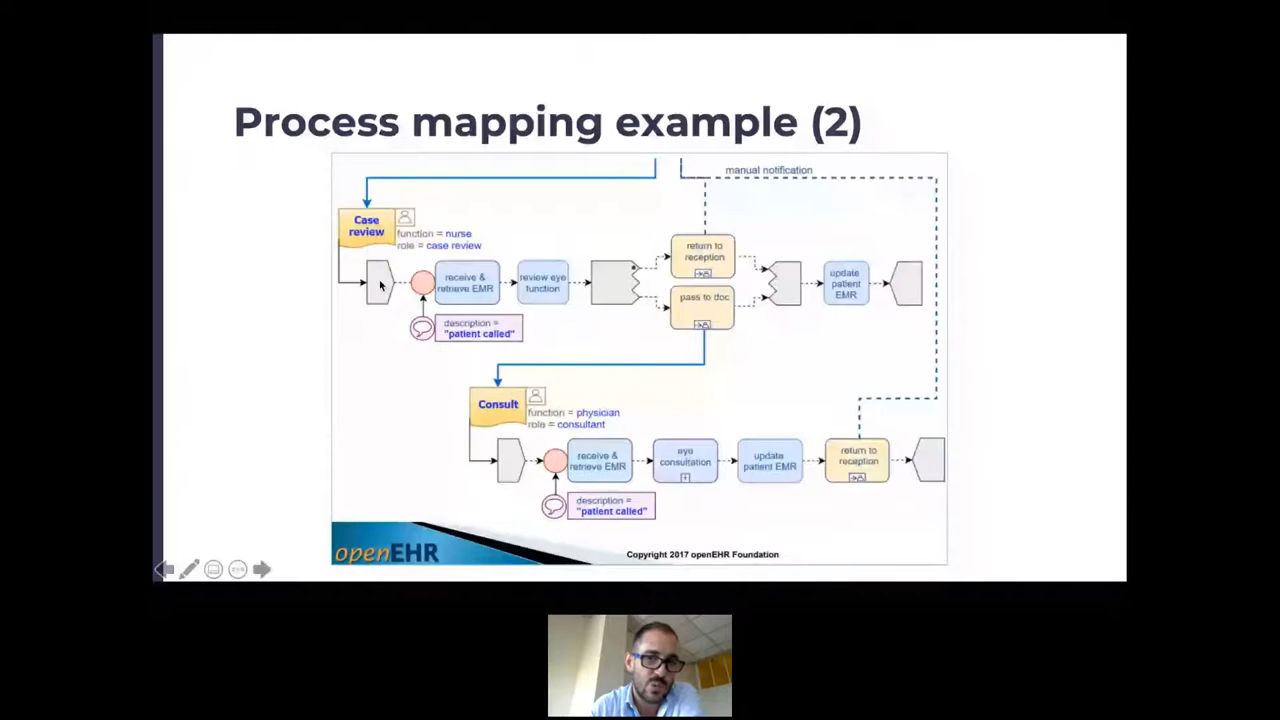 Process mapping example (2)
manual notification
Case
review
function = nurse
role = case review
receive &
retrieve EMR
review eye
function
return to
reception
pass to doc
update
patient
EMR
description =
"patient called"
Consult
function = physician
role = consultant
receive &
retrieve EMR
eye
consultation
update
patient EMR
return to
reception
description =
"patient called"
openEHR
Copyright 2017 openEHR Foundation